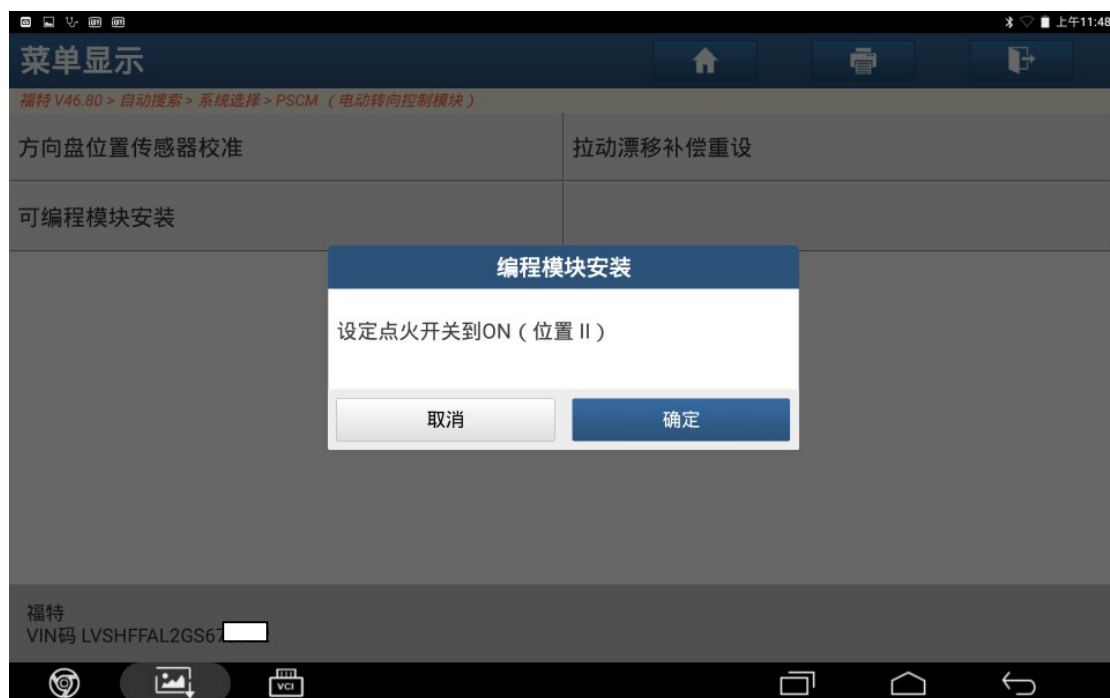 上午11:48
菜单显示
福特 V46.80 > 自动搜索 > 系统选择 > PSCM （电动转向控制模块）
方向盘位置传感器校准
拉动漂移补偿重设
可编程模块安装
编程模块安装
设定点火开关到ON（位置 II）
取消
确定
福特
VIN码 LVSHFFAL2GS67
VCI